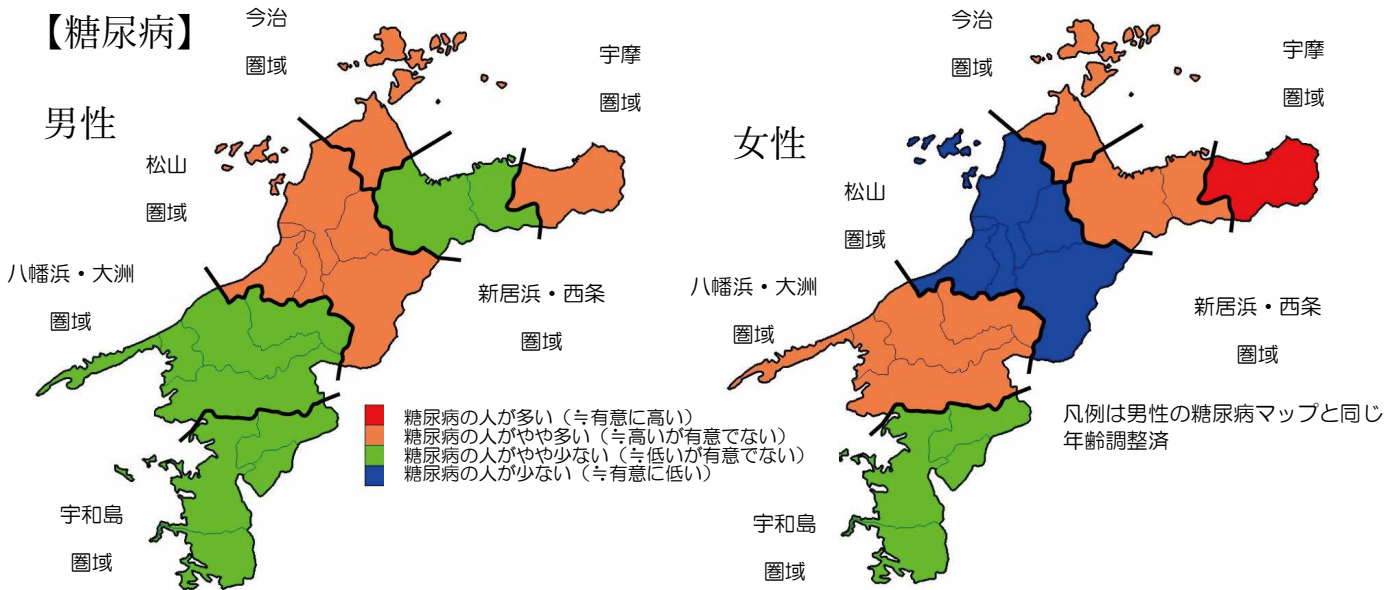 【糖尿病】
男性
今治
圏域
宇摩
圏域
松山
圏域
八幡浜・大洲
圏域
新居浜・西条
圏域
宇和島
圏域
糖尿病の人が多い（≒有意に高い）
糖尿病の人がやや多い（≒高いが有意でない）
糖尿病の人がやや少ない（≒低いが有意でない）
糖尿病の人が少ない（≒有意に低い）
女性
今治
圏域
宇摩
圏域
松山
圏域
八幡浜・大洲
圏域
新居浜・西条
圏域
凡例は男性の糖尿病マップと同じ
年齢調整済
宇和島
圏域